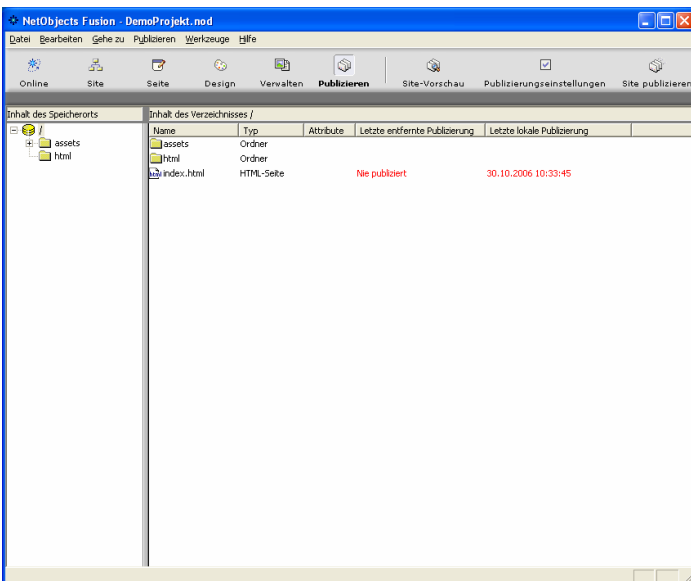 NetObjects Fusion - DemoProjekt.nod
Datei Bearbeiten Gehe zu Publizieren Werkzeuge Hilfe
Online Site Seite Design Verwalten Publizieren Site-Vorschau Publizierungseinstellungen Site publizieren
Inhalt des Speicherorts Inhalt des Verzeichnisses /
/ Name Typ Attribute Letzte entfernte Publizierung Letzte lokale Publizierung
assets assets Ordner
html html Ordner
index.html HTML-Seite Nie publiziert 30.10.2006 10:33:45